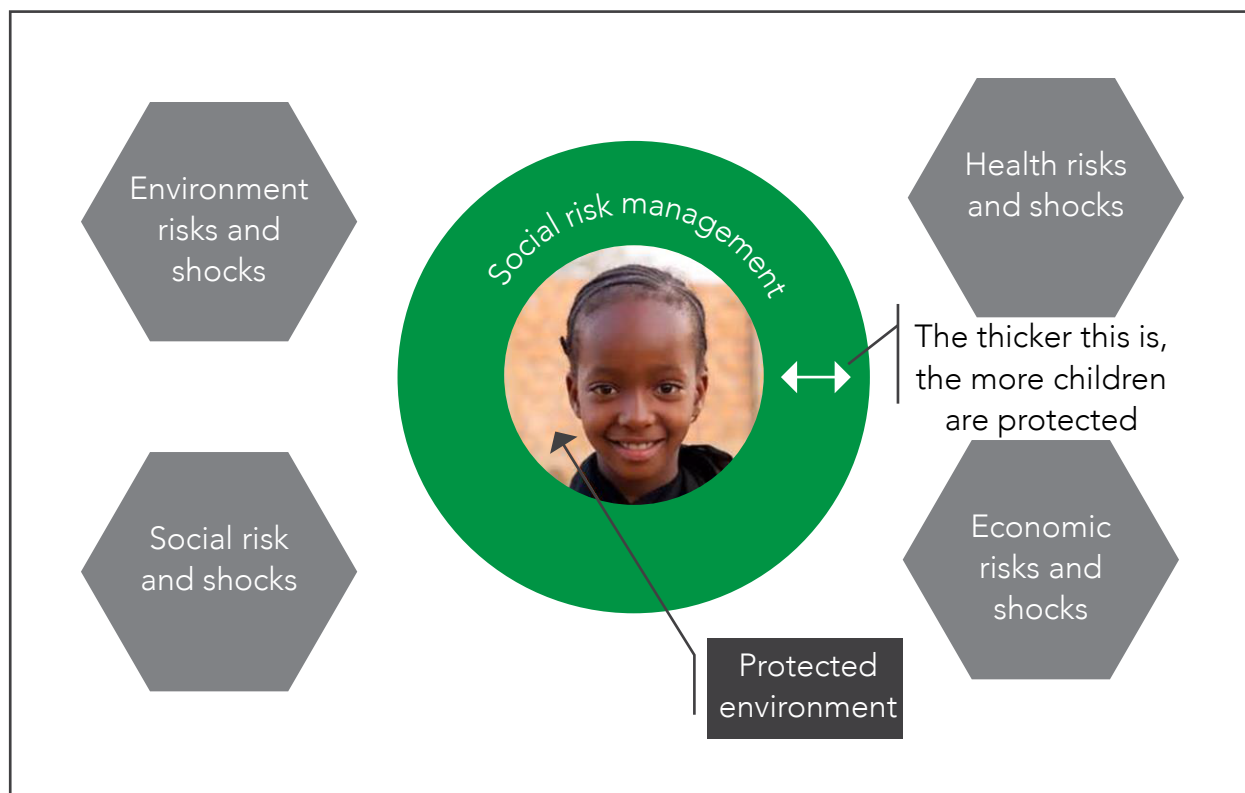 Environment
risks and
shocks
Health risks
and shocks
Social risk management
The thicker this is,
the more children
are protected
Social risk
and shocks
Economic
risks and
shocks
Protected
environment